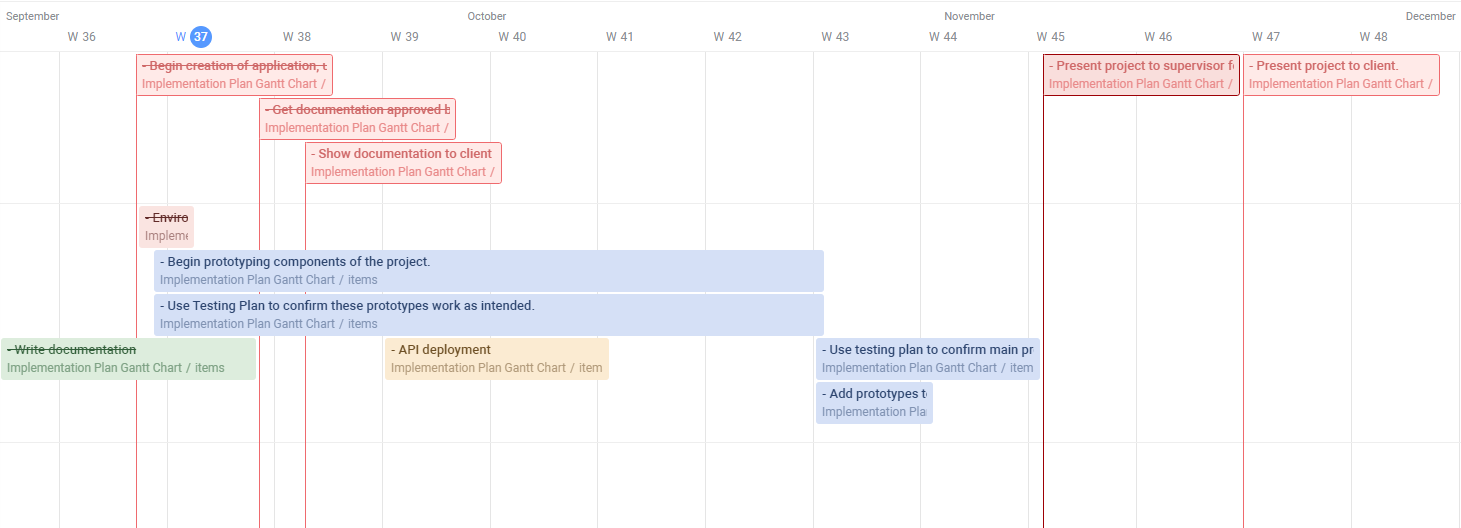 September October November December
W 36 W 37 W 38 W 39 W 40 W 41 W 42 W 43 W 44 W 45 W 46 W 47 W 48
- Begin creation of application, t
Implementation Plan Gantt Chart /
- Present project to supervisor f
Implementation Plan Gantt Chart /
- Present project to client.
Implementation Plan Gantt Chart /
- Get documentation approved b
Implementation Plan Gantt Chart /
- Show documentation to client
Implementation Plan Gantt Chart /
- Enviro
Impleme
- Begin prototyping components of the project.
Implementation Plan Gantt Chart / items
- Use Testing Plan to confirm these prototypes work as intended.
Implementation Plan Gantt Chart / items
- Write documentation
Implementation Plan Gantt Chart / items
- API deployment
Implementation Plan Gantt Chart / item
- Use testing plan to confirm main pr
Implementation Plan Gantt Chart / item
- Add prototypes t
Implementation Pla